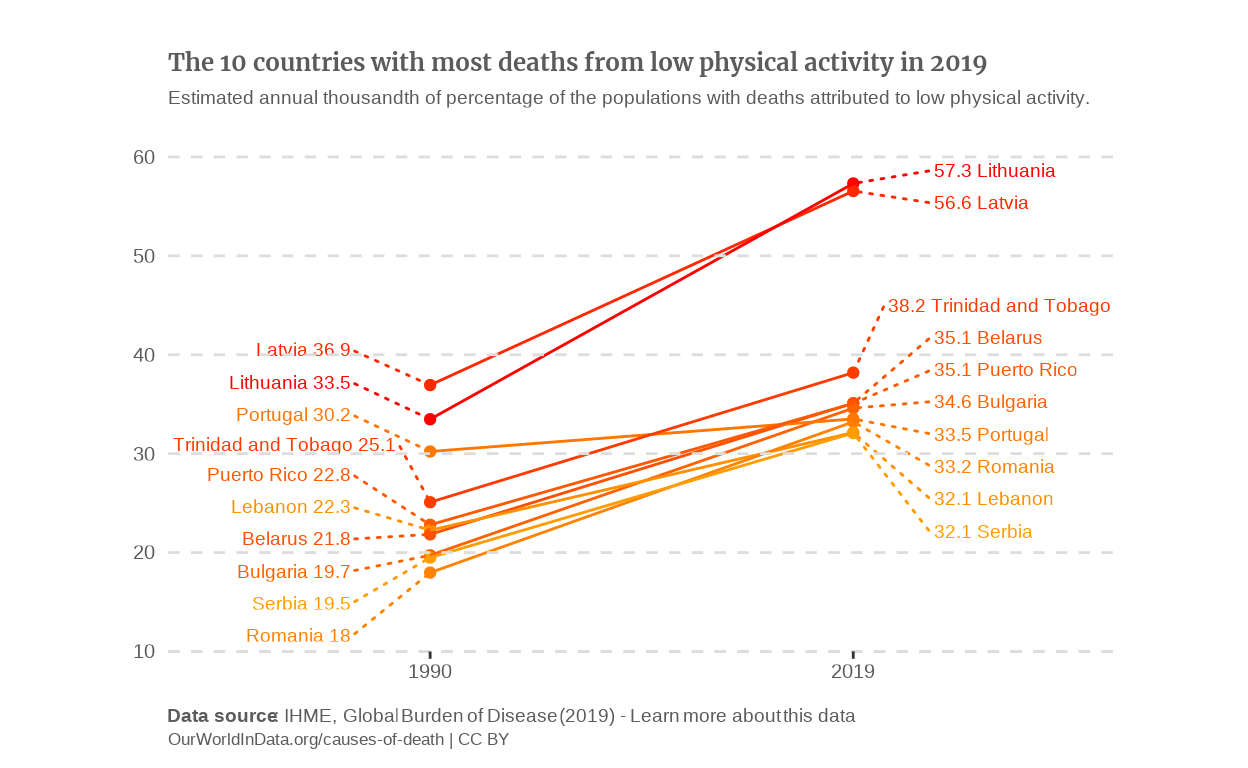 The 10 countries with most deaths from low physical activity in 2019
Estimated annual thousandth of percentage of the populations with deaths attributed to low physical activity.
60
57.3 Lithuania
56.6 Latvia
50
38.2 Trinidad and Tobago
35.1 Belarus
Latvia 36.9
40
35.1 Puerto Rico
Lithuania 33.5
34.6 Bulgaria
Portugal 30.2
33.5 Portugal
Trinidad and Tobago 25.1
30
33.2 Romania
Puerto Rico 22.8
32.1 Lebanon
Lebanon 22.3
32.1 Serbia
Belarus 21.8
20
Bulgaria 19.7
Serbia 19.5
Romania 18
10
1990 2019
Data source: IHME, Global Burden of Disease (2019) - Learn more about this data
OurWorldInData.org/causes-of-death | CC BY